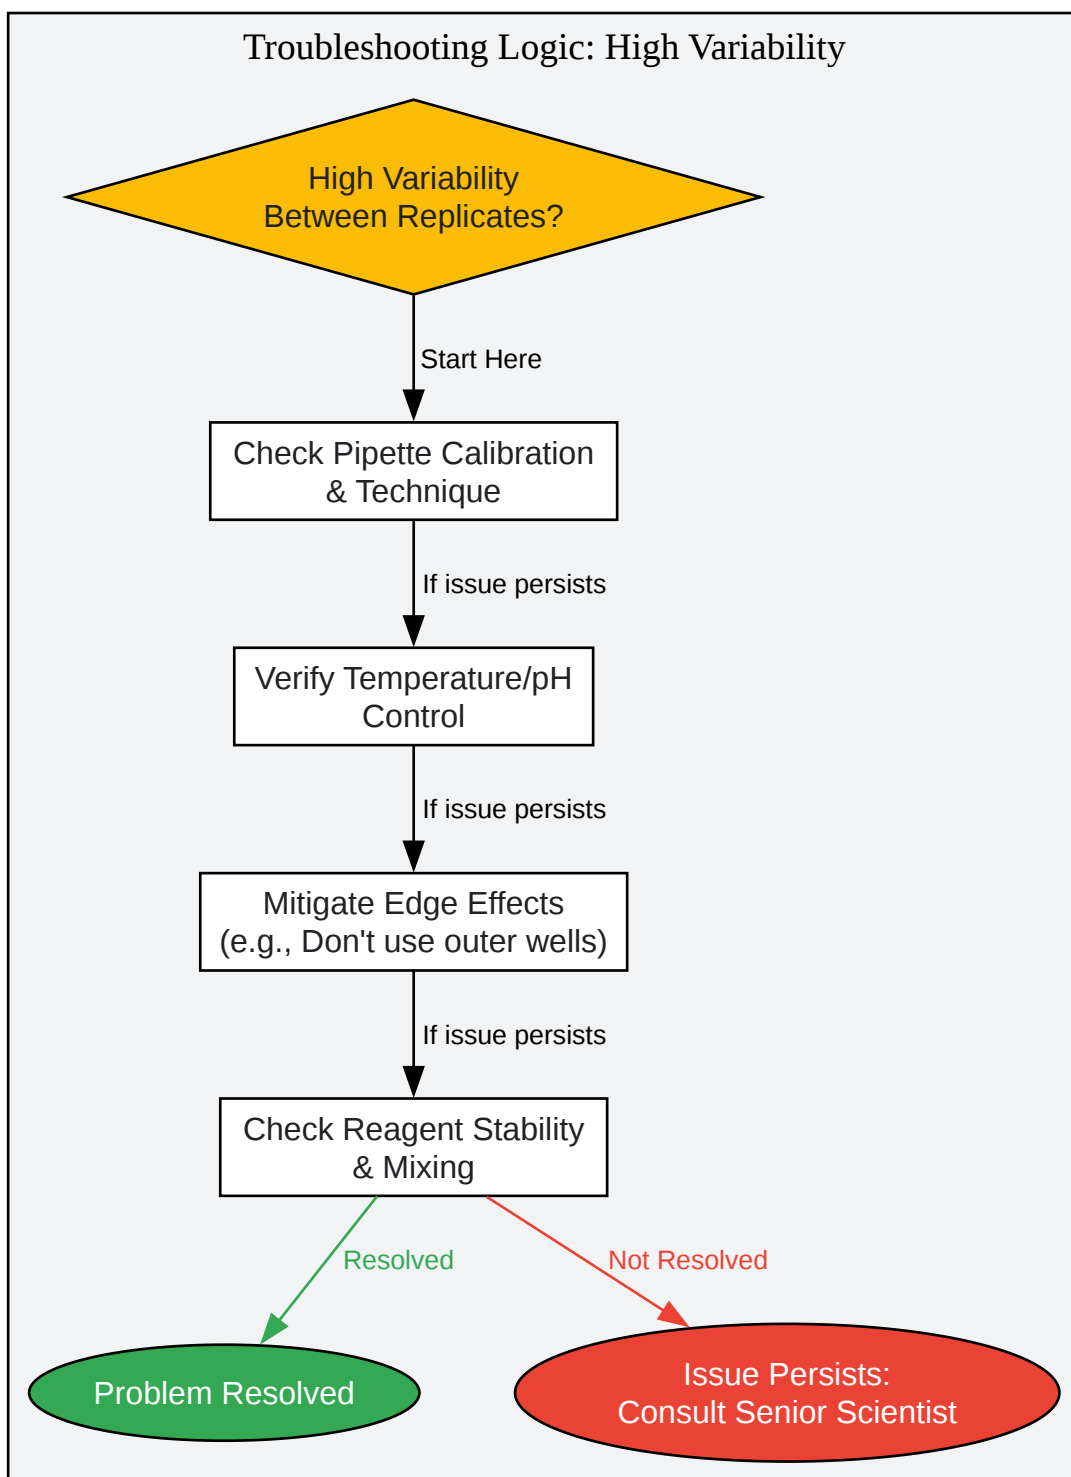 Troubleshooting Logic: High Variability
High Variability
Between Replicates?
Start Here
Check Pipette Calibration
& Technique
If issue persists
Verify Temperature/pH
Control
If issue persists
Mitigate Edge Effects
(e.g., Don't use outer wells)
If issue persists
Check Reagent Stability
& Mixing
Resolved
Not Resolved
Problem Resolved
Issue Persists:
Consult Senior Scientist